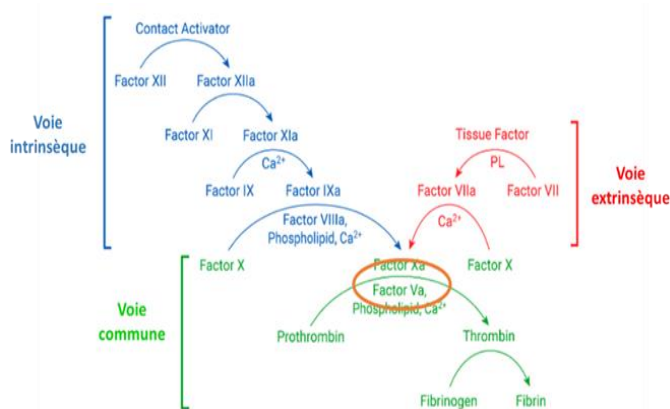 Contact Activator
Factor XII
Factor XIIa
Voie
intrinsèque
Factor XI
Factor XIa
Ca²⁺
Factor IX
Factor IXa
Factor VIIIa,
Phospholipid, Ca²⁺
Tissue Factor
PL
Factor VIIa
Factor VII
Ca²⁺
Voie
extrinsèque
Factor X
Factor Xa
Factor X
Voie
commune
Factor Va,
Phospholipid, Ca²⁺
Prothrombin
Thrombin
Fibrinogen
Fibrin